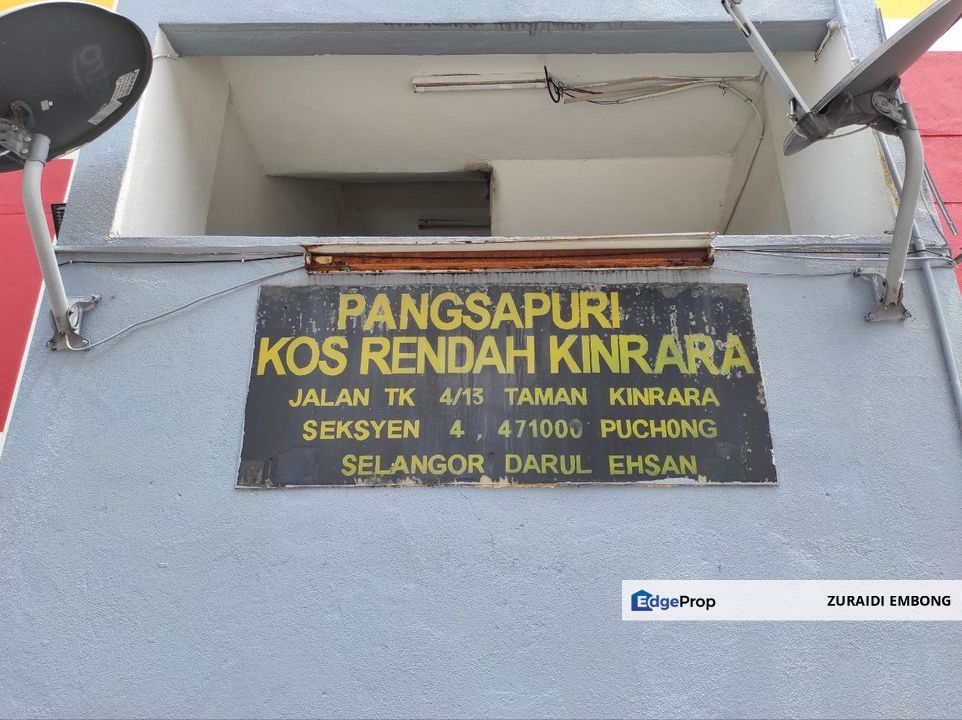 PANGSAPURI
KOS RENDAH KINRARA
JALAN TK 4/13 TAMAN KINRARA
SEKSYEN 4, 471000 PUCHONG
SELANGOR DARUL EHSAN
EdgeProp
ZURAIDI EMBONG